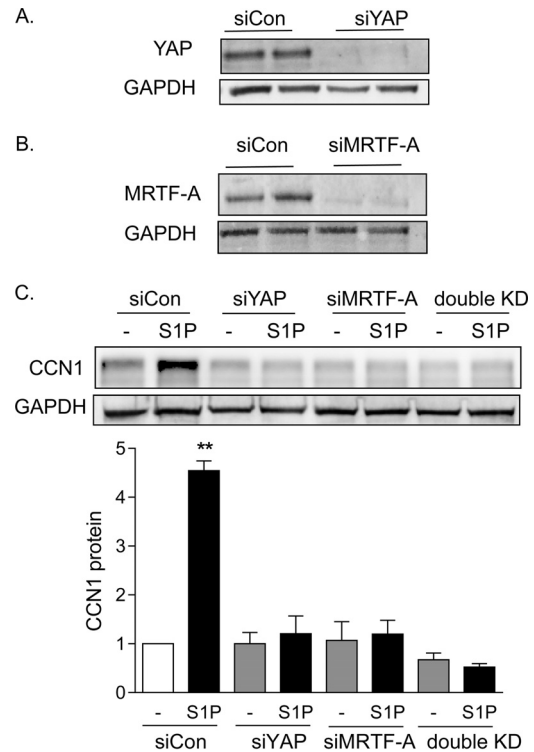 A.
siCon siYAP
YAP
GAPDH
B.
siCon siMRTF-A
MRTF-A
GAPDH
C.
siCon siYAP siMRTF-A double KD
- S1P - S1P - S1P - S1P
CCN1
GAPDH
5
**
4
3
2
1
0
CCN1 protein
- S1P - S1P - S1P - S1P
siCon siYAP siMRTF-A double KD